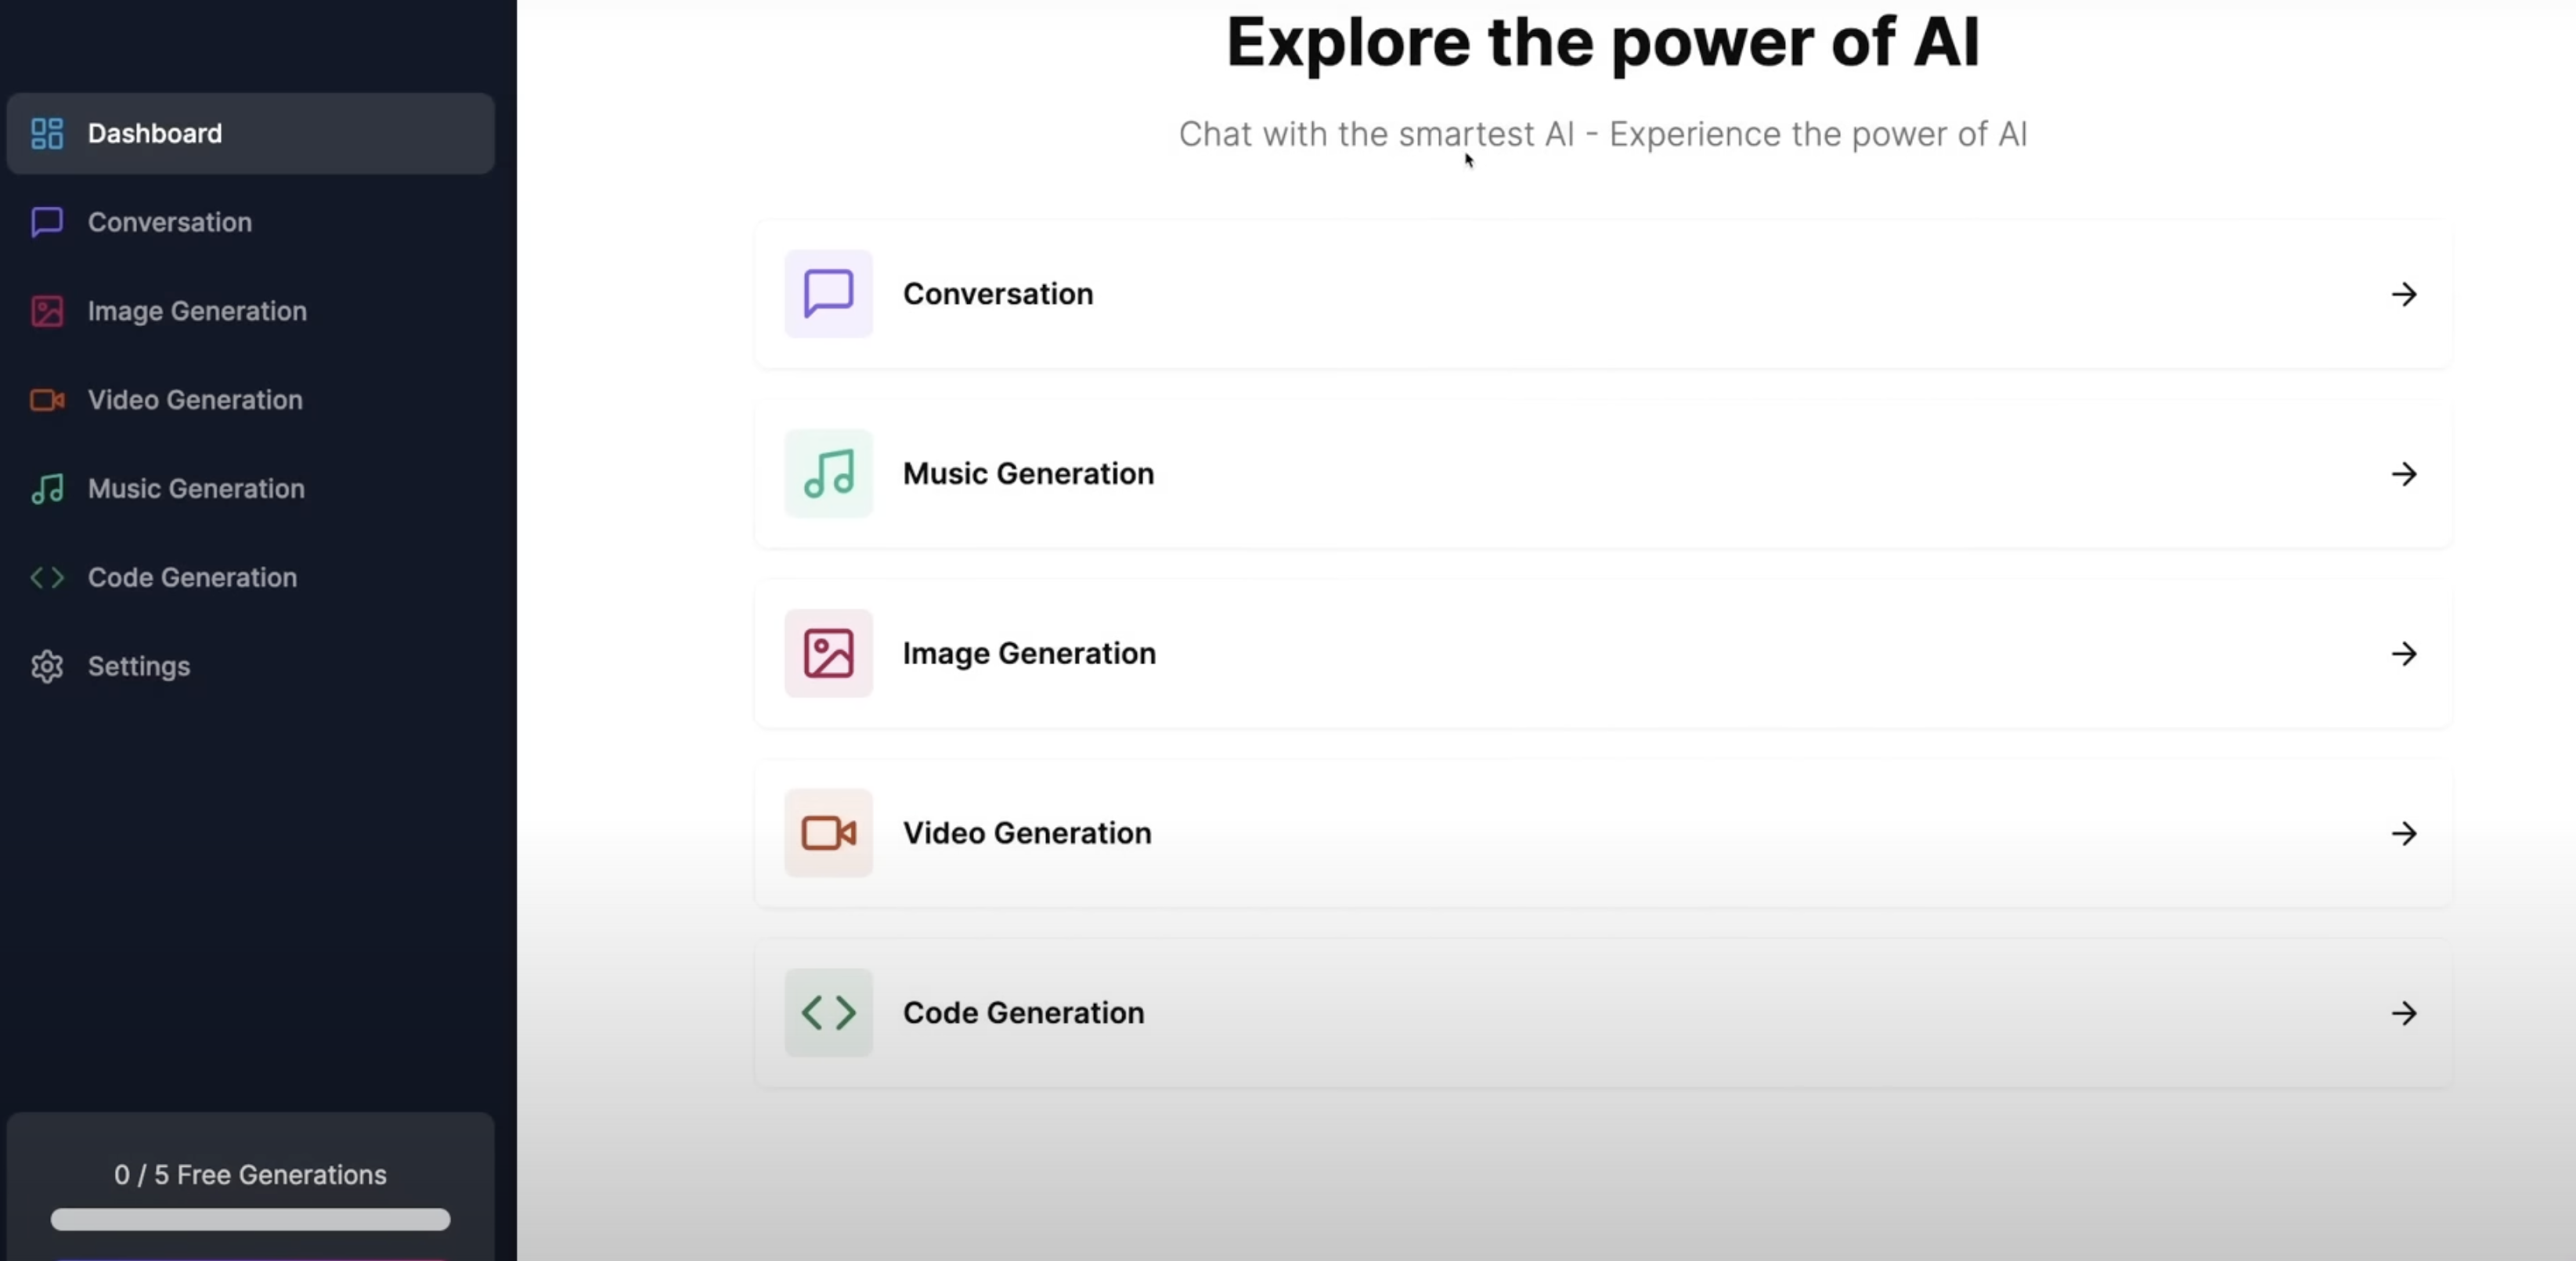 Dashboard
Conversation
Image Generation
Video Generation
Music Generation
Code Generation
Settings
0 / 5 Free Generations
Explore the power of AI
Chat with the smartest AI - Experience the power of AI
Conversation
Music Generation
Image Generation
Video Generation
Code Generation